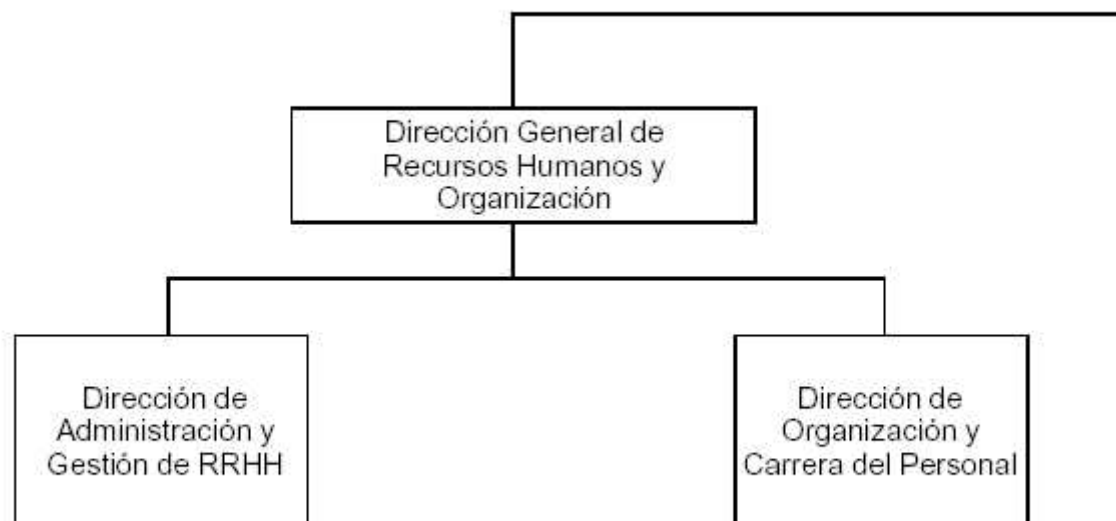 Dirección General de
Recursos Humanos y
Organización
Dirección de
Administración y
Gestión de RRHH
Dirección de
Organización y
Carrera del Personal